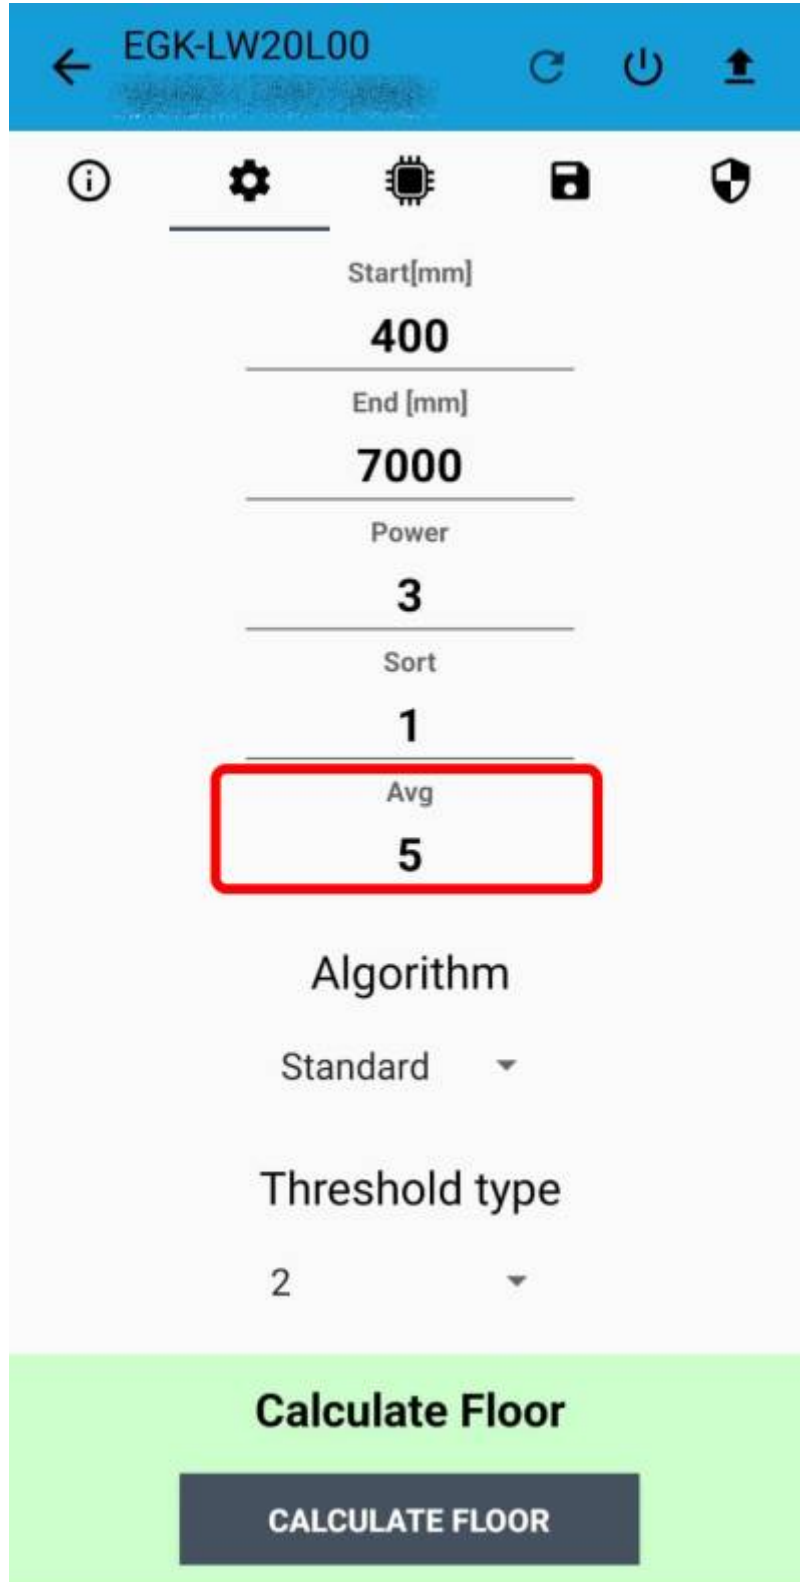 EGK-LW20L00
Start[mm]
400
End [mm]
7000
Power
3
Sort
1
Avg
5
Algorithm
Standard
Threshold type
2
Calculate Floor
CALCULATE FLOOR